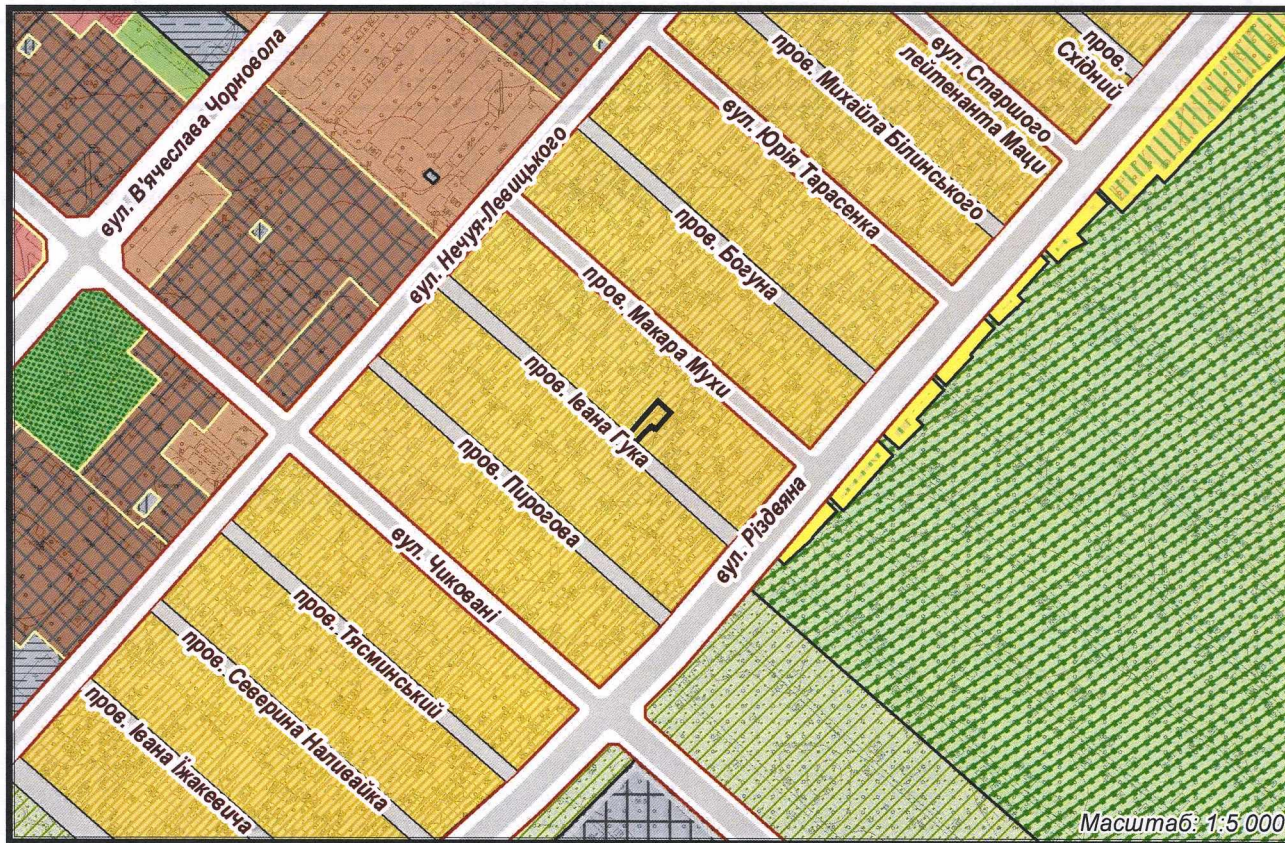 вул. В'ячеслава Чорновола
вул. Нечуя-Левицького
пров. Михайла Білинського
вул. Старшого
лейтенанта Маци
пров.
Східний
вул. Юрія Тарасенка
пров. Богуна
пров. Макара Мухи
пров. Івана Гука
пров. Пирогова
вул. Різдвяна
вул. Чиковані
пров. Тясминський
пров. Северина Наливайка
пров. Івана Їжакевича
Масштаб: 1:5 000